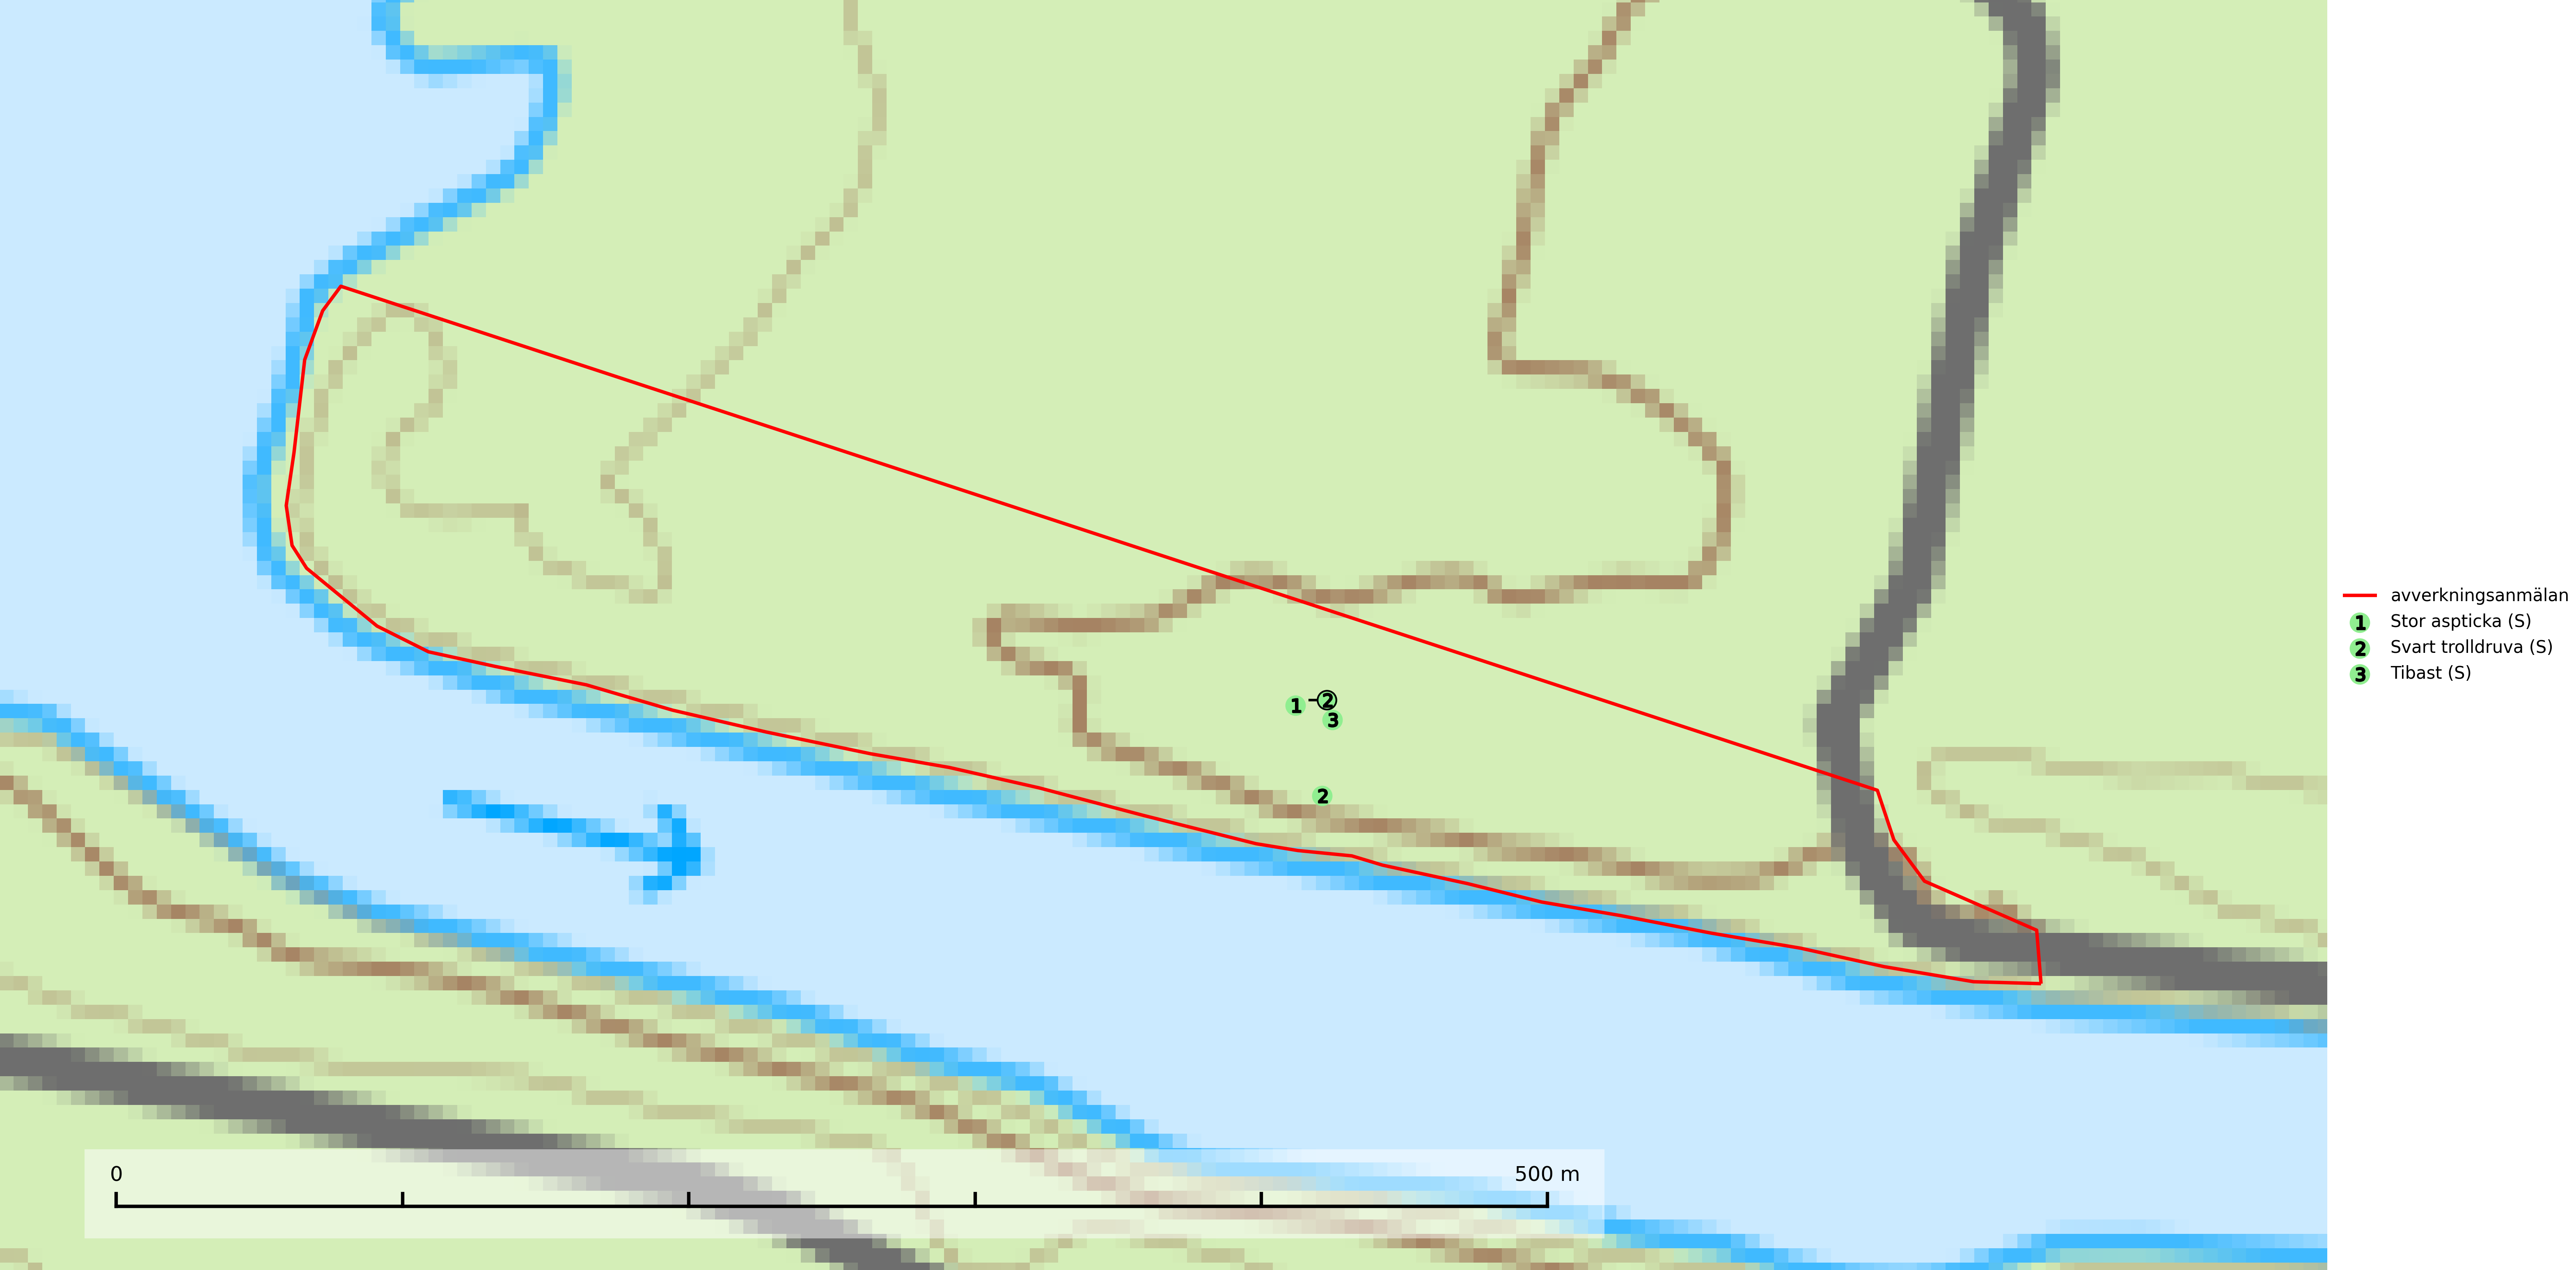 1 2
3
2
0 500 m
avverkningsanmälan
1 Stor aspticka (S)
2 Svart trolldruva (S)
3 Tibast (S)